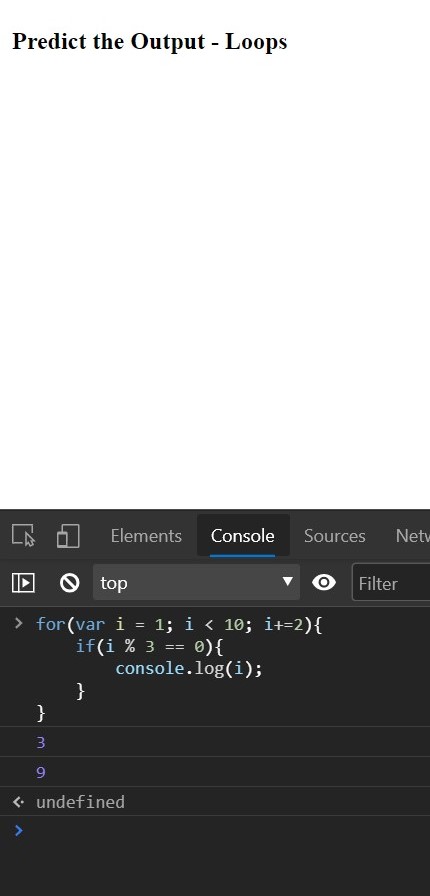 Predict the Output - Loops
Elements Console Sources Netw
top Filter
> for(var i = 1; i < 10; i+=2){
    if(i % 3 == 0){
        console.log(i);
    }
}
3
9
undefined
>